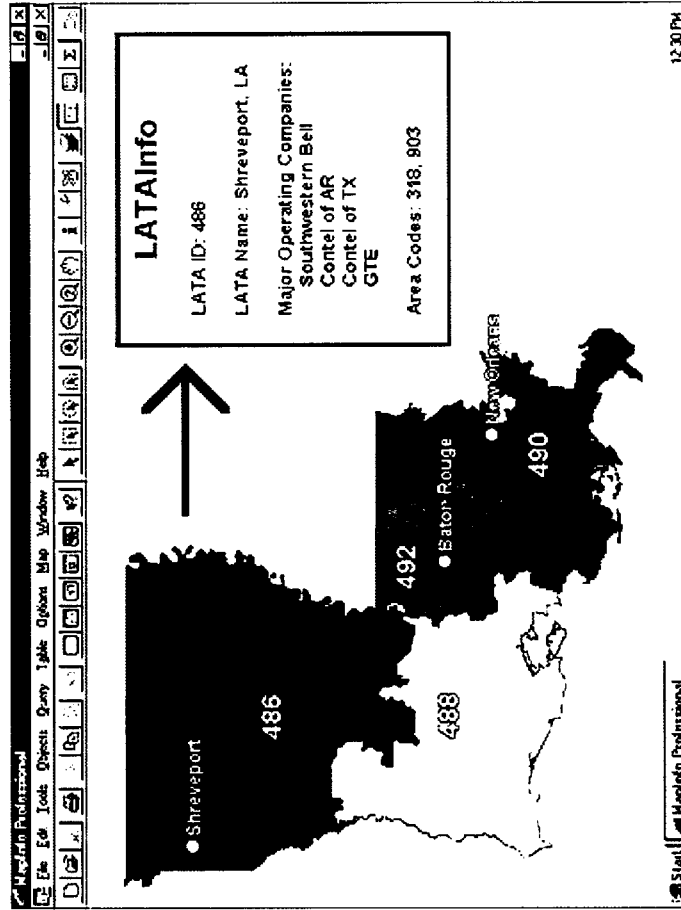 MapInfo Professional
File Edit Tools Objects Query Table Options Map Window Help
Shreveport
486
492
Baton Rouge
New Orleans
488
490
LATAInfo
LATA ID: 486
LATA Name: Shreveport, LA
Major Operating Companies:
Southwestern Bell
Contel of AR
Contel of TX
GTE
Area Codes: 318, 903
Start
MapInfo Professional
12:30 PM